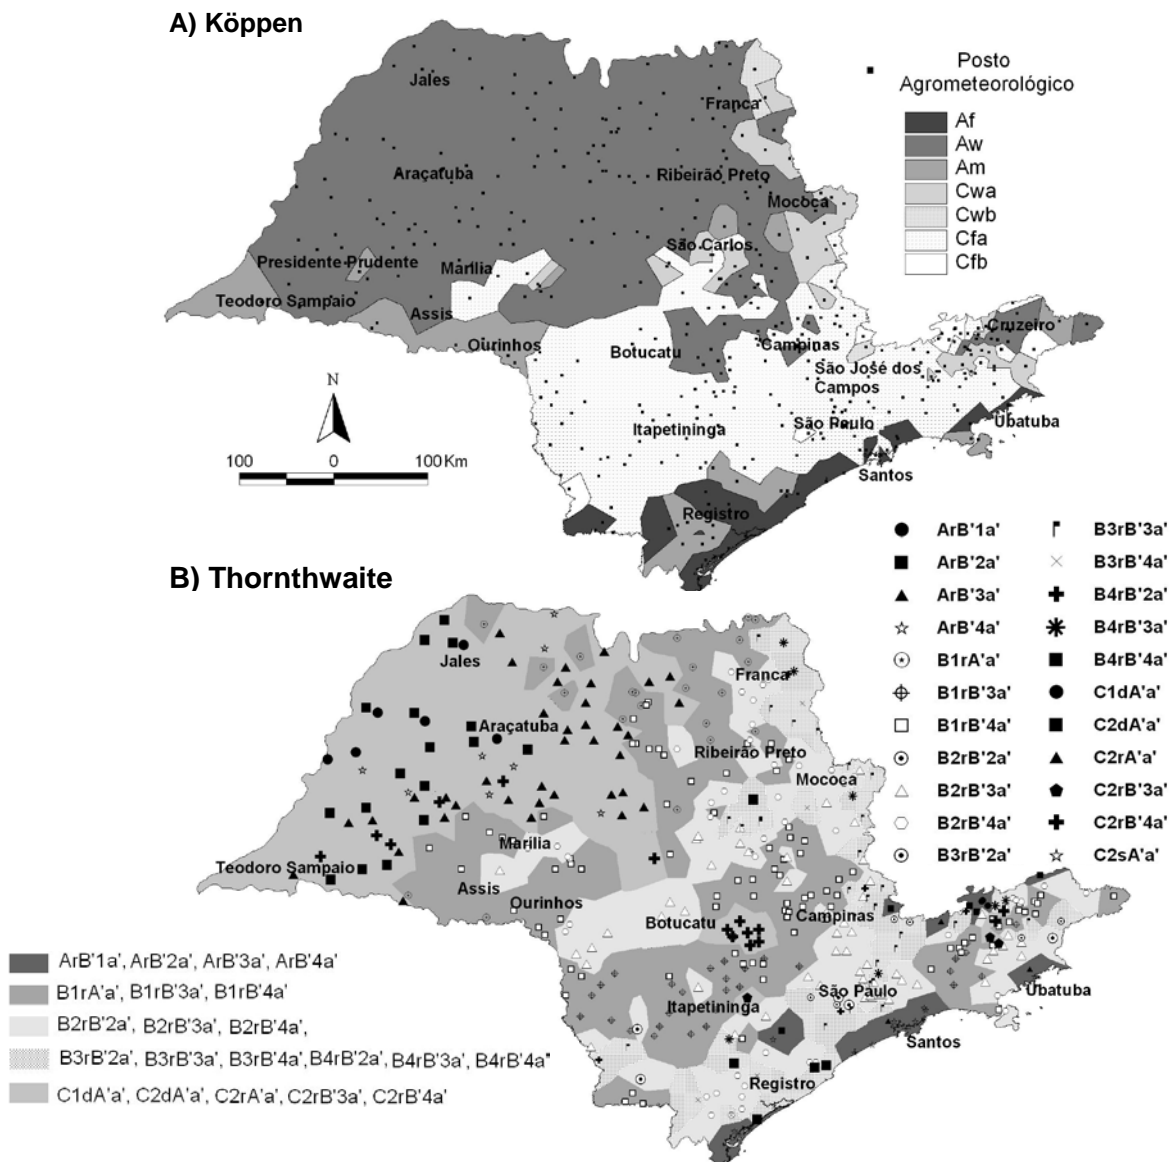 A) Köppen
Posto
Agrometeorológico
Af
Aw
Am
Cwa
Cwb
Cfa
Cfb
Jales
Franca
Araçatuba
Ribeirão Preto
Mococa
São Carlos
Presidente Prudente
Marília
Teodoro Sampaio
Assis
Ourinhos
Botucatu
Campinas
Cruzeiro
São José dos
Campos
Itapetininga
São Paulo
Ubatuba
Santos
Registro
N
100 0 100 Km
B) Thornthwaite
ArB'1a'
ArB'2a'
ArB'3a'
ArB'4a'
B1rA'a'
B1rB'3a'
B1rB'4a'
B2rB'2a'
B2rB'3a'
B2rB'4a'
B3rB'2a'
B3rB'3a'
B3rB'4a'
B4rB'2a'
B4rB'3a'
B4rB'4a'
C1dA'a'
C2dA'a'
C2rA'a'
C2rB'3a'
C2rB'4a'
C2sA'a'
Jales
Franca
Araçatuba
Ribeirão Preto
Mococa
Marília
Teodoro Sampaio
Assis
Ourinhos
Botucatu
Campinas
São Paulo
Itapetininga
Ubatuba
Santos
Registro
ArB'1a', ArB'2a', ArB'3a', ArB'4a'
B1rA'a', B1rB'3a', B1rB'4a'
B2rB'2a', B2rB'3a', B2rB'4a',
B3rB'2a', B3rB'3a', B3rB'4a', B4rB'2a', B4rB'3a', B4rB'4a"
C1dA'a', C2dA'a', C2rA'a', C2rB'3a', C2rB'4a'